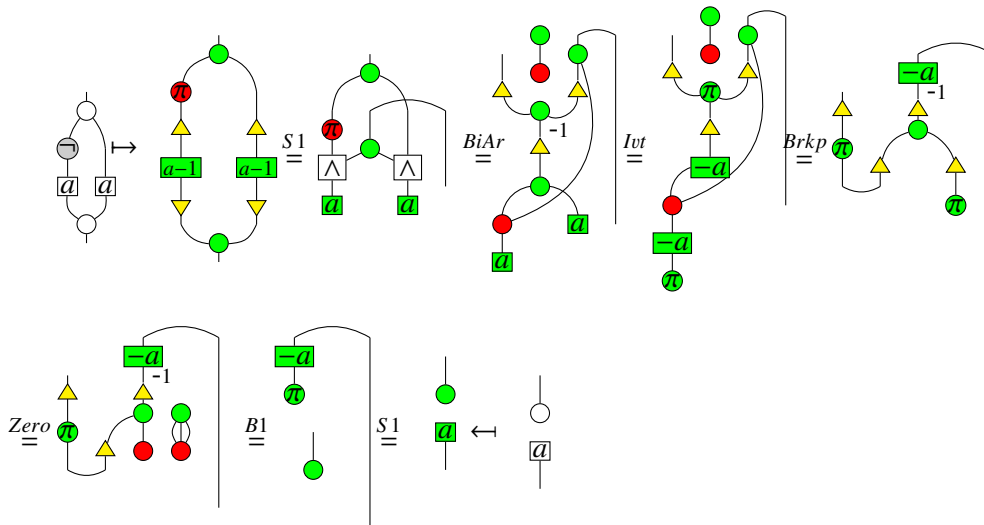 ¬ a a ↦ π a−1 a−1 S1 = π ∧ ∧ a a BiAr = -1 a a Ivt = π −a −a π Brkp = π −a -1 π
Zero = π −a -1 B1 = −a π S1 = a ↤ a